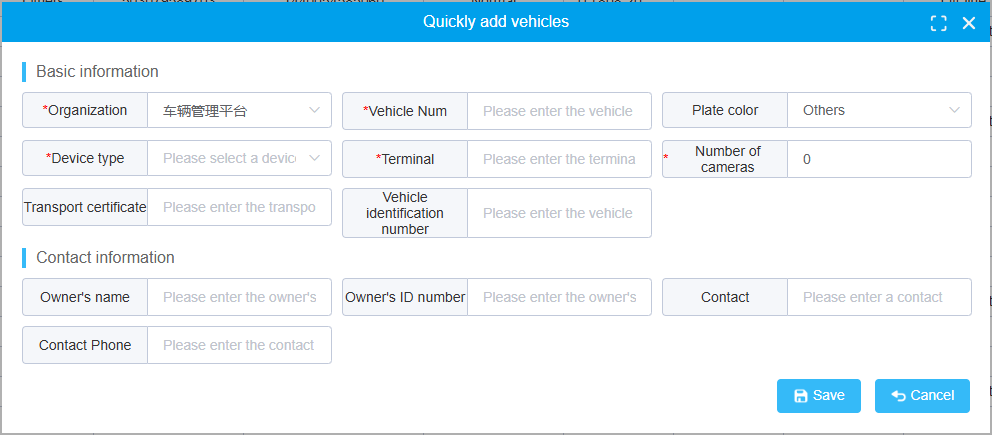 Quickly add vehicles
Basic information
*Organization 车辆管理平台
*Vehicle Num Please enter the vehicle
Plate color Others
*Device type Please select a device
*Terminal Please enter the termina
* Number of
cameras
0
Transport certificate Please enter the transpo
Vehicle
identification
number
Please enter the vehicle
Contact information
Owner's name Please enter the owner's
Owner's ID number Please enter the owner's
Contact Please enter a contact
Contact Phone Please enter the contact
Save Cancel